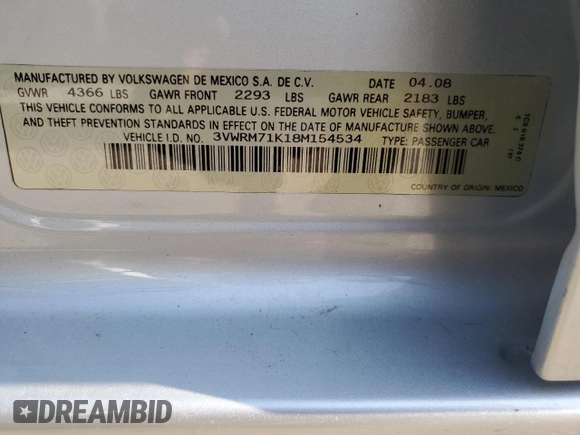 MANUFACTURED BY VOLKSWAGEN DE MEXICO S.A. DE C.V. DATE 04.08
GVWR 4366 LBS GAWR FRONT 2293 LBS GAWR REAR 2183 LBS
THIS VEHICLE CONFORMS TO ALL APPLICABLE U.S. FEDERAL MOTOR VEHICLE SAFETY, BUMPER,
AND THEFT PREVENTION STANDARDS IN EFFECT ON THE DATE OF MANUFACTURE SHOWN ABOVE.
VEHICLE I.D. NO. 3VWRM71K18M154534 TYPE: PASSENGER CAR
COUNTRY OF ORIGIN: MEXICO
DREAMBID